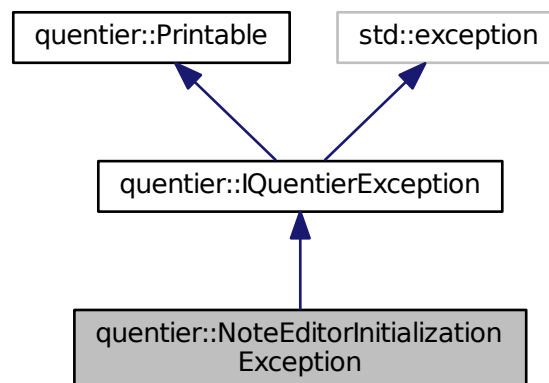 quentier::Printable
std::exception
quentier::IQuentierException
quentier::NoteEditorInitialization
Exception